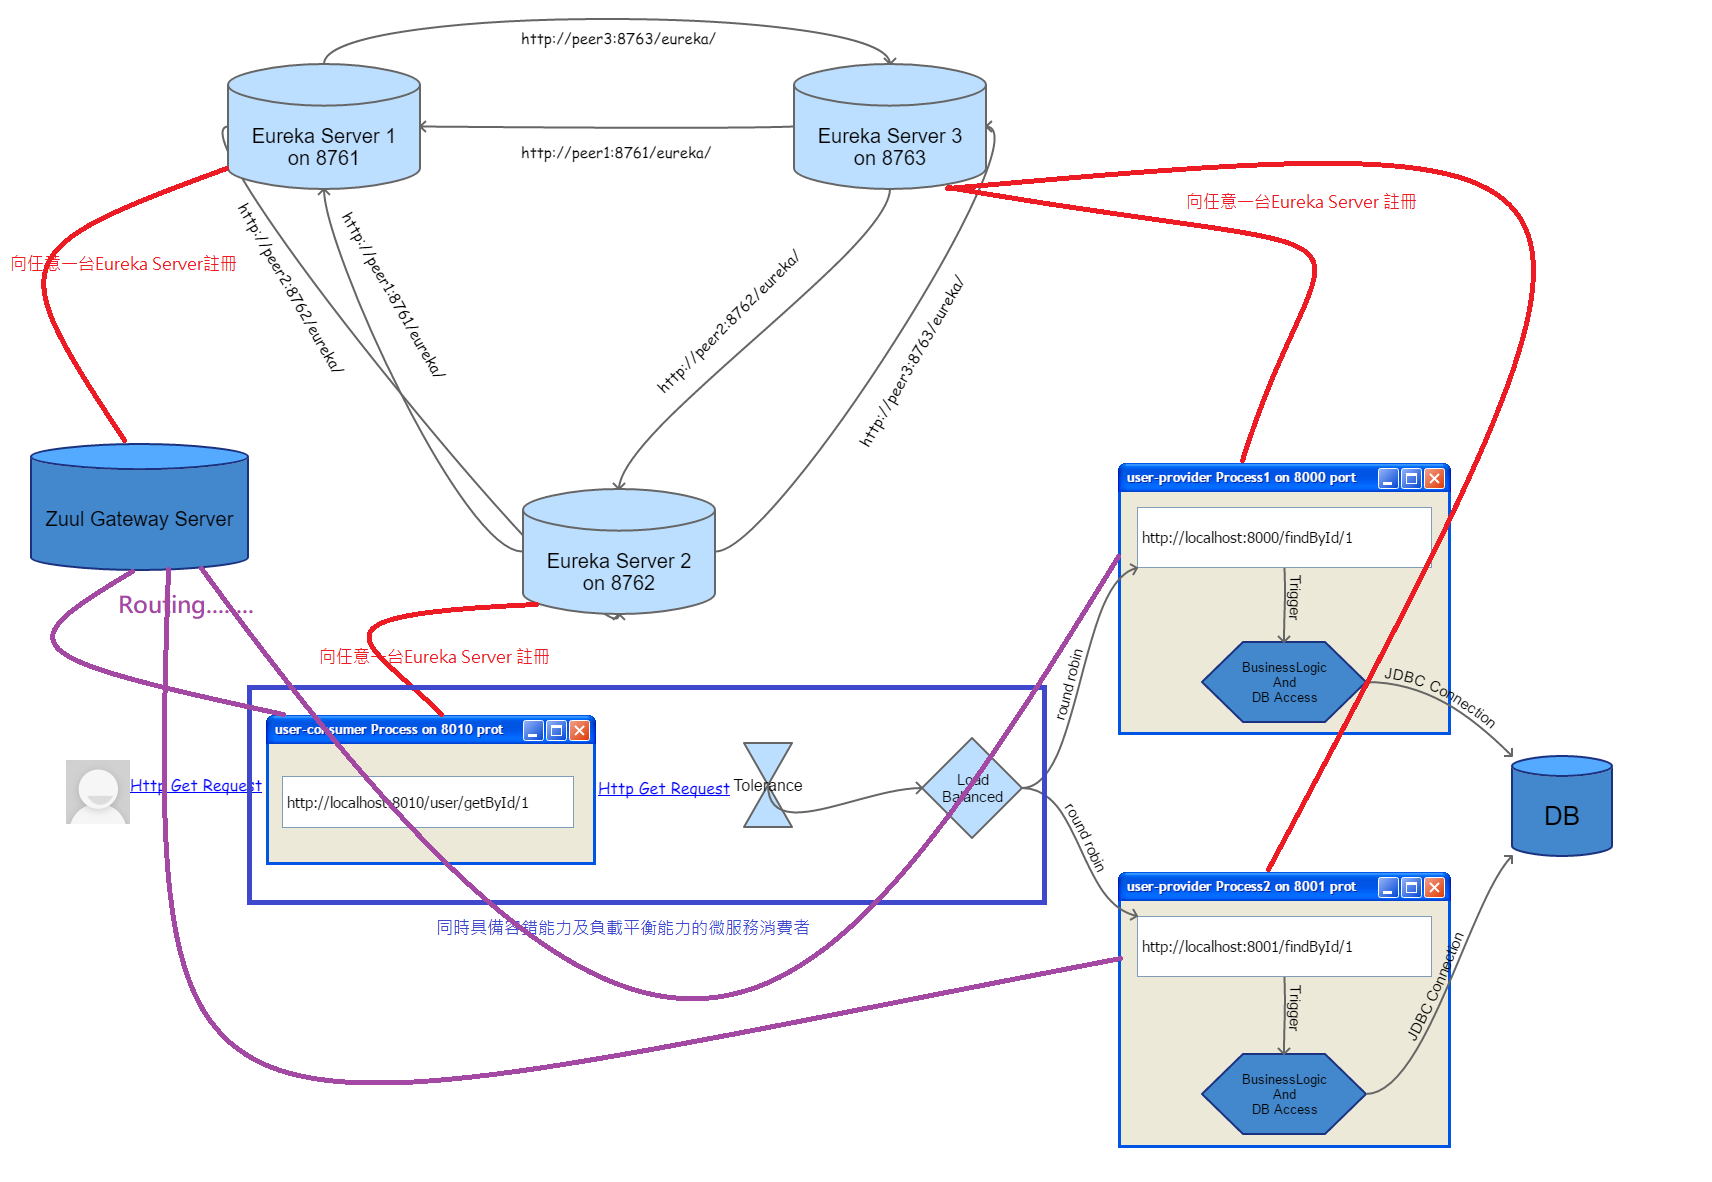 http://peer3:8763/eureka/
Eureka Server 1
on 8761
Eureka Server 3
on 8763
http://peer1:8761/eureka/
向任意一台Eureka Server 註冊
向任意一台Eureka Server註冊
http://peer2:8762/eureka/
http://peer1:8761/eureka/
http://peer2:8762/eureka/
http://peer3:8763/eureka/
Zuul Gateway Server
Eureka Server 2
on 8762
Routing........
向任意一台Eureka Server 註冊
user-provider Process1 on 8000 port
http://localhost:8000/findById/1
Trigger
BusinessLogic
And
DB Access
JDBC Connection
round robin
user-consumer Process on 8010 prot
Http Get Request
http://localhost:8010/user/getById/1
Http Get Request
Tolerance
Load
Balanced
round robin
DB
同時具備容錯能力及負載平衡能力的微服務消費者
user-provider Process2 on 8001 prot
http://localhost:8001/findById/1
Trigger
BusinessLogic
And
DB Access
JDBC Connection